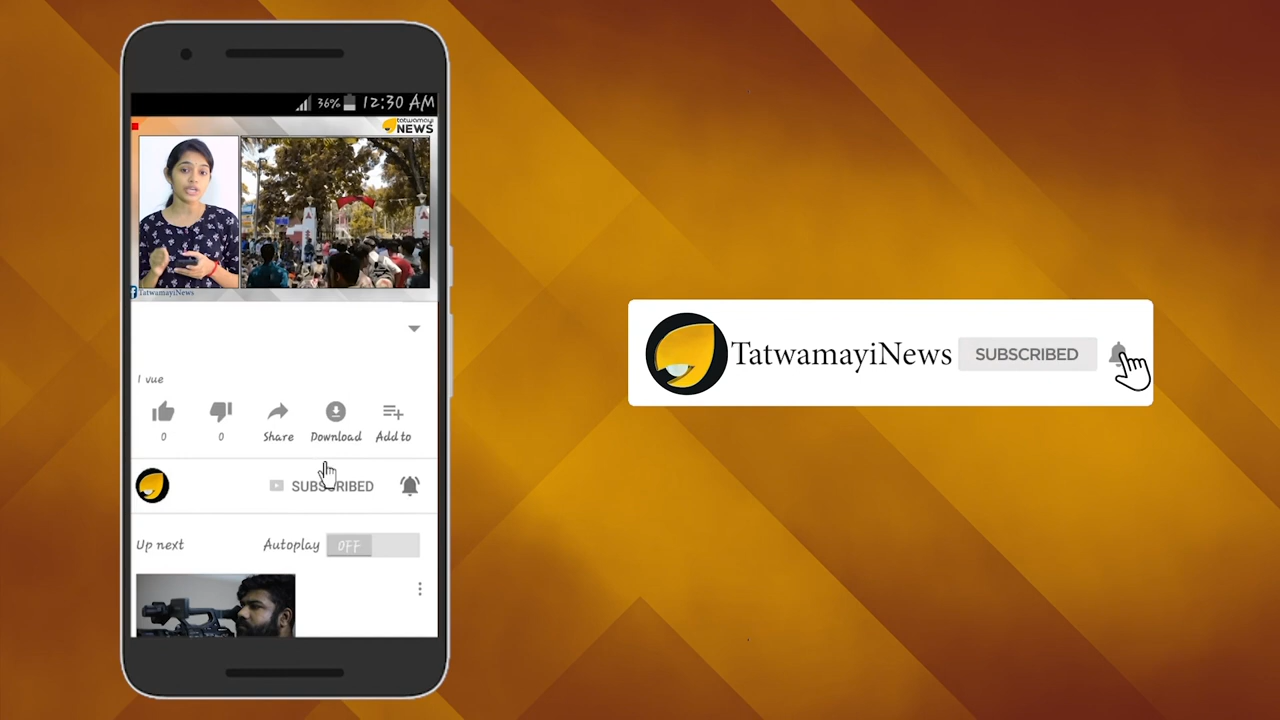 36%
12:30 AM
tatwamayi
NEWS
TatwamayiNews
1 vue
0
0
Share
Download
Add to
SUBSCRIBED
Up next
Autoplay
OFF
TatwamayiNews
SUBSCRIBED